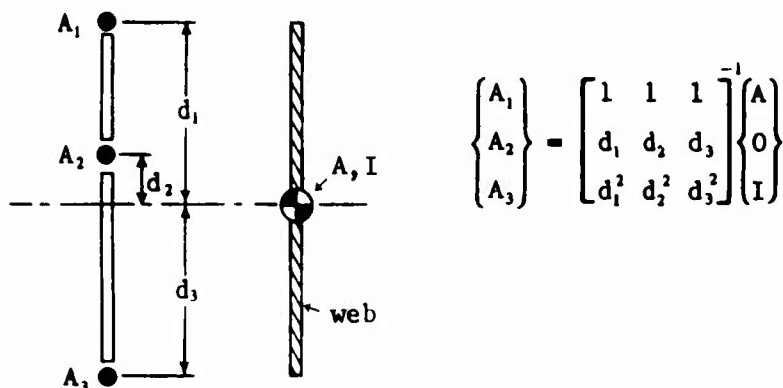 A₁
d₁
A₂
d₂
A, I
d₃
web
A₃
{A₁ A₂ A₃} = [1 1 1
d₁ d₂ d₃
d₁² d₂² d₃²]⁻¹ {A 0 I}